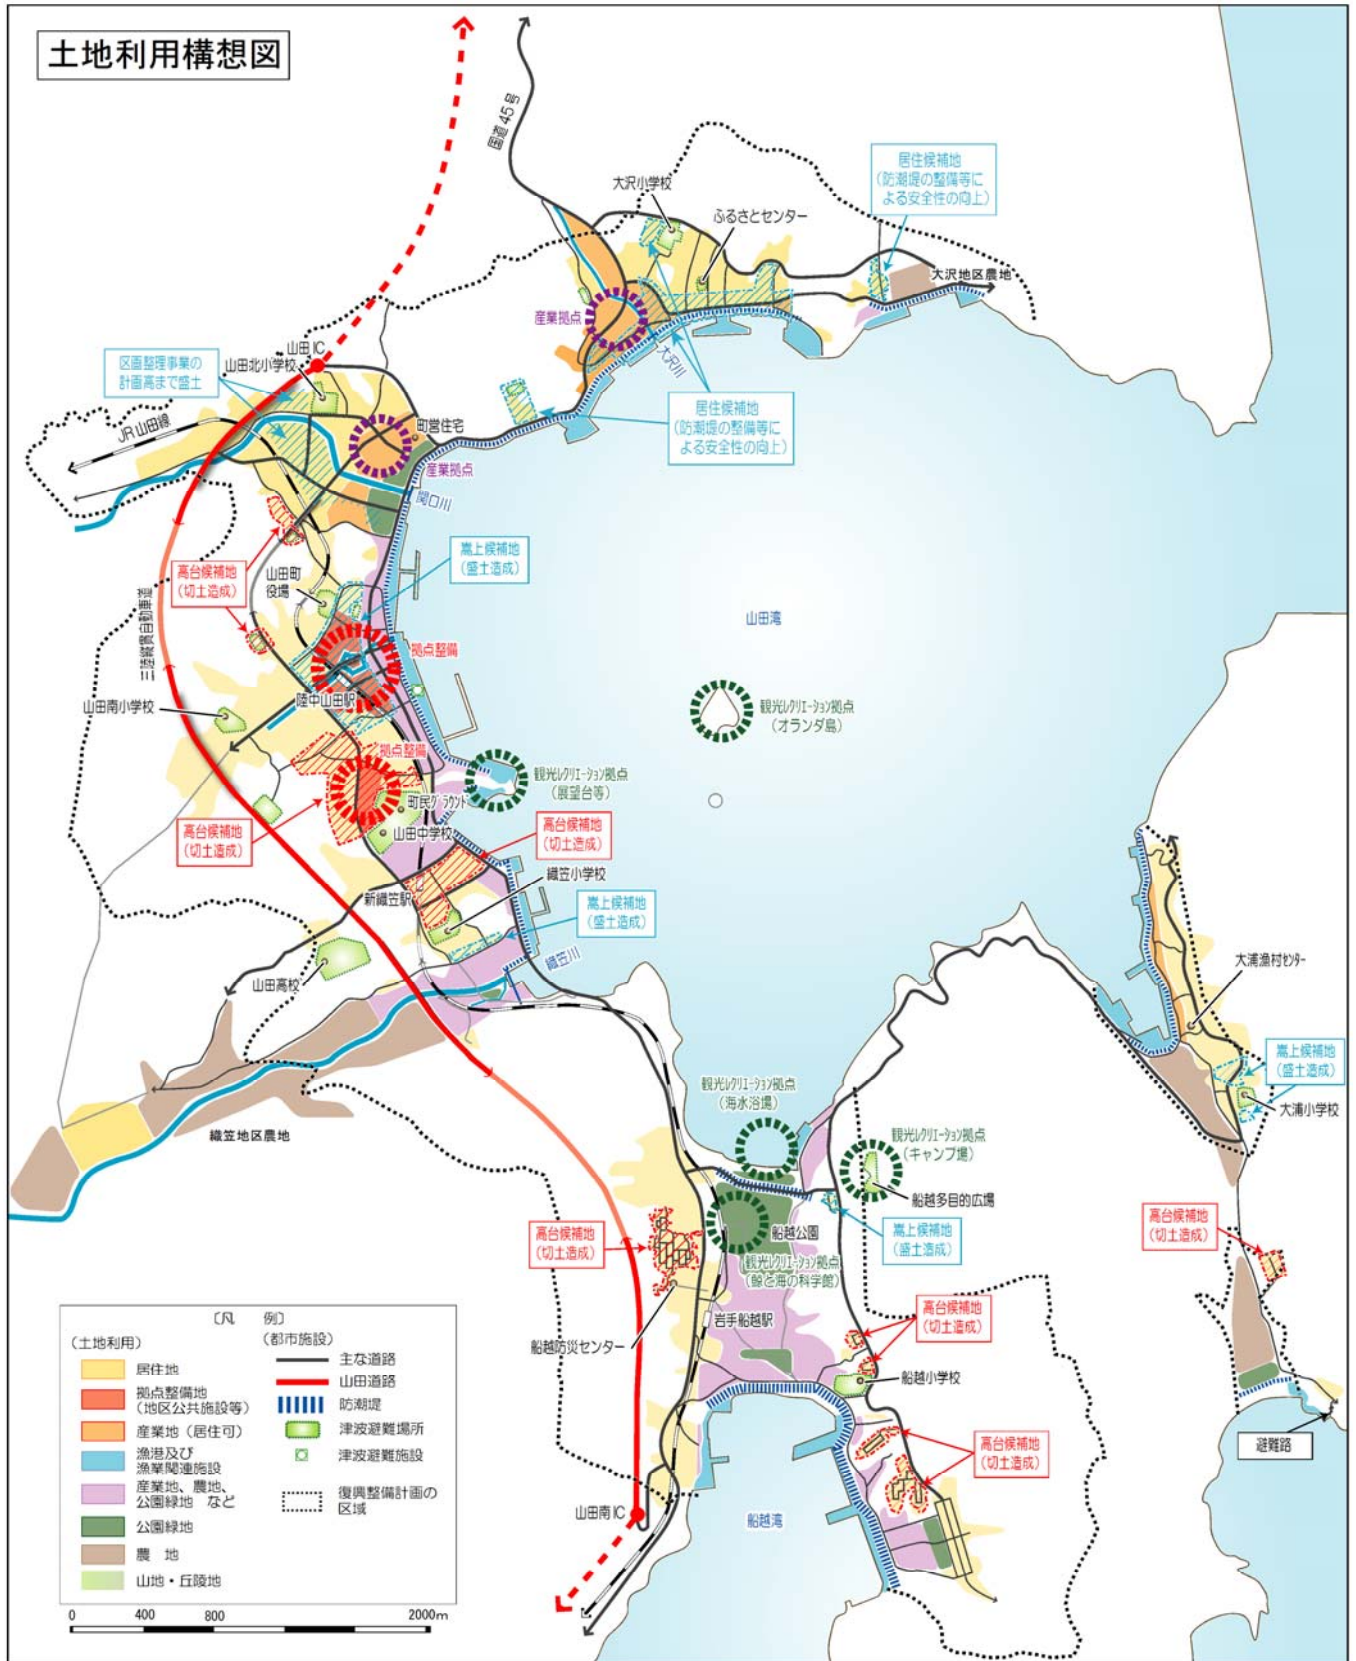 土地利用構想図
国道45号
居住候補地
(防潮堤の整備等に
よる安全性の向上)
大沢小学校
ふるさとセンター
大沢地区農地
産業拠点
大沢川
山田IC
山田北小学校
区画整理事業の
計画高まで盛土
居住候補地
(防潮堤の整備等に
よる安全性の向上)
町営住宅
JR山田線
産業拠点
関口川
嵩上候補地
(盛土造成)
高台候補地
(切土造成)
山田町
役場
山田湾
三陸縦貫自動車道
拠点整備
陸中山田駅
山田南小学校
観光レクリエーション拠点
(オランダ島)
拠点整備
観光レクリエーション拠点
(展望台等)
町民グラウンド
高台候補地
(切土造成)
山田中学校
高台候補地
(切土造成)
織笠小学校
新織笠駅
嵩上候補地
(盛土造成)
織笠川
山田高校
大浦漁村センター
嵩上候補地
(盛土造成)
観光レクリエーション拠点
(海水浴場)
大浦小学校
織笠地区農地
観光レクリエーション拠点
(キャンプ場)
船越多目的広場
高台候補地
(切土造成)
船越公園
嵩上候補地
(盛土造成)
高台候補地
(切土造成)
観光レクリエーション拠点
(鯨と海の科学館)
岩手船越駅
高台候補地
(切土造成)
船越防災センター
船越小学校
高台候補地
(切土造成)
避難路
山田南IC
船越湾
〔凡 例〕
(土地利用)
居住地
拠点整備地
(地区公共施設等)
産業地(居住可)
漁港及び
漁業関連施設
産業地、農地、
公園緑地 など
公園緑地
農 地
山地・丘陵地
(都市施設)
主な道路
山田道路
防潮堤
津波避難場所
津波避難施設
復興整備計画の
区域
0 400 800 2000m